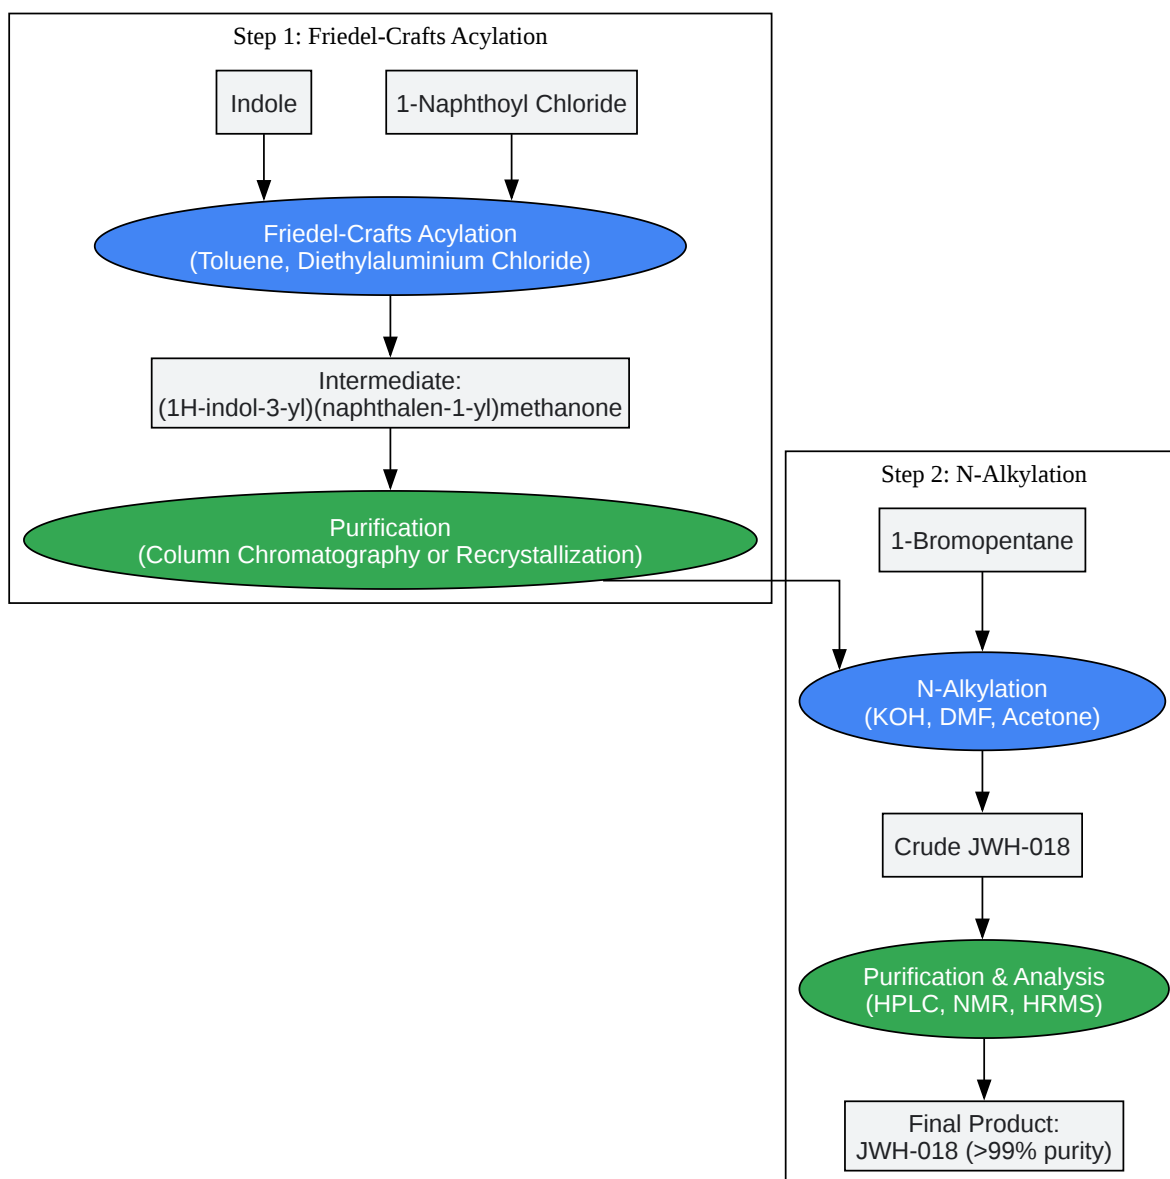 Step 1: Friedel-Crafts Acylation
Indole
1-Naphthoyl Chloride
Friedel-Crafts Acylation
(Toluene, Diethylaluminium Chloride)
Intermediate:
(1H-indol-3-yl)(naphthalen-1-yl)methanone
Purification
(Column Chromatography or Recrystallization)
Step 2: N-Alkylation
1-Bromopentane
N-Alkylation
(KOH, DMF, Acetone)
Crude JWH-018
Purification & Analysis
(HPLC, NMR, HRMS)
Final Product:
JWH-018 (>99% purity)